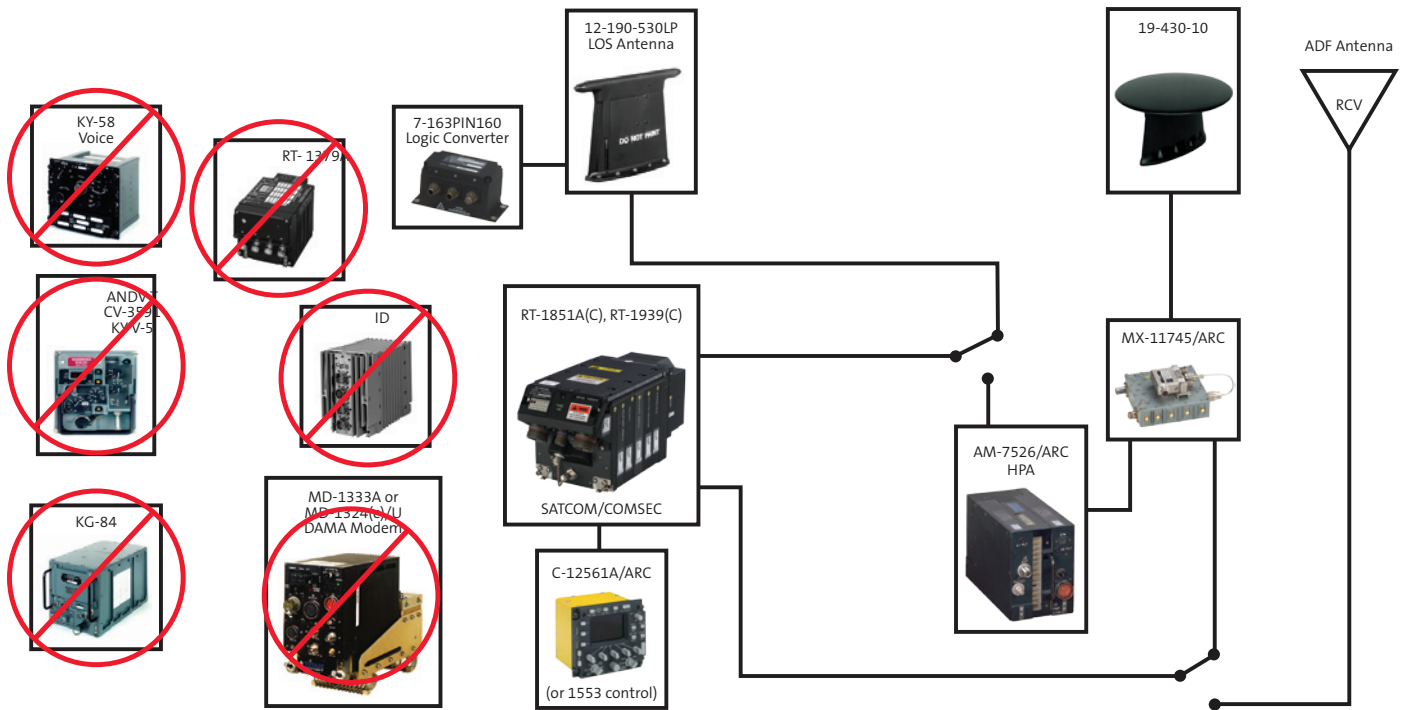 12-190-530LP
LOS Antenna
19-430-10
ADF Antenna
RCV
KY-58
Voice
7-163PIN160
Logic Converter
DO NOT PAINT
RT- 1379A
ANDVT
CV-3591
KYV-5
ID
RT-1851A(C), RT-1939(C)
SATCOM/COMSEC
MX-11745/ARC
AM-7526/ARC
HPA
KG-84
MD-1333A or
MD-1324(c)/U
DAMA Modem
C-12561A/ARC
(or 1553 control)